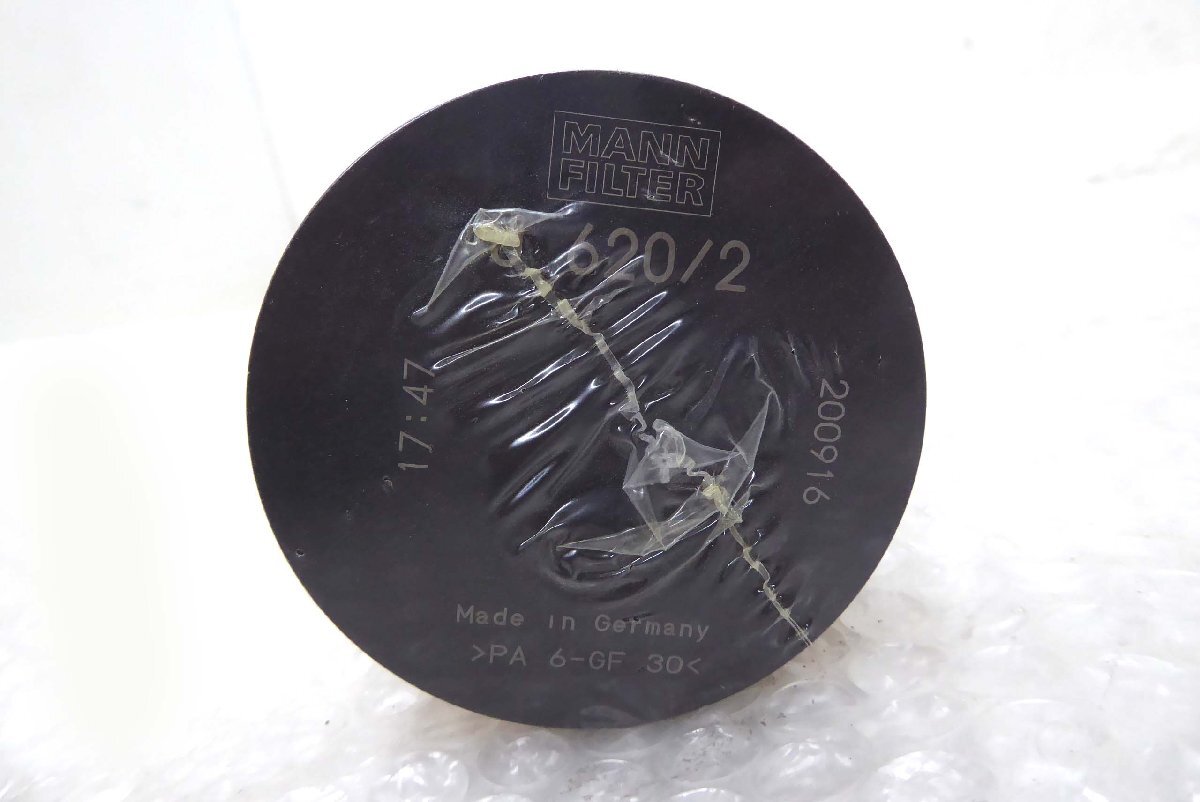 MANN
FILTER
620/2
17:47
200916
Made in Germany
>PA 6-GF 30<